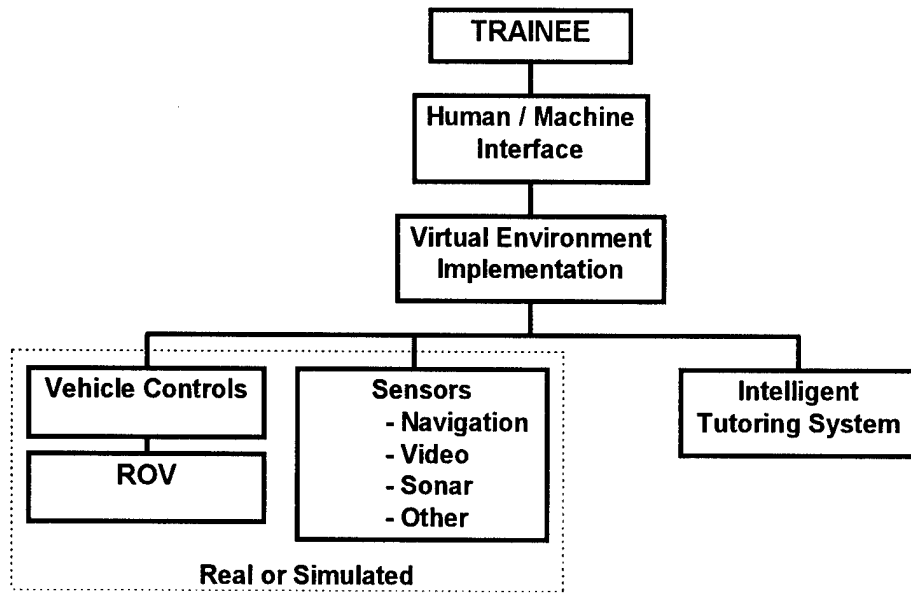 TRAINEE
Human / Machine
Interface
Virtual Environment
Implementation
Vehicle Controls
ROV
Sensors
- Navigation
- Video
- Sonar
- Other
Intelligent
Tutoring System
Real or Simulated